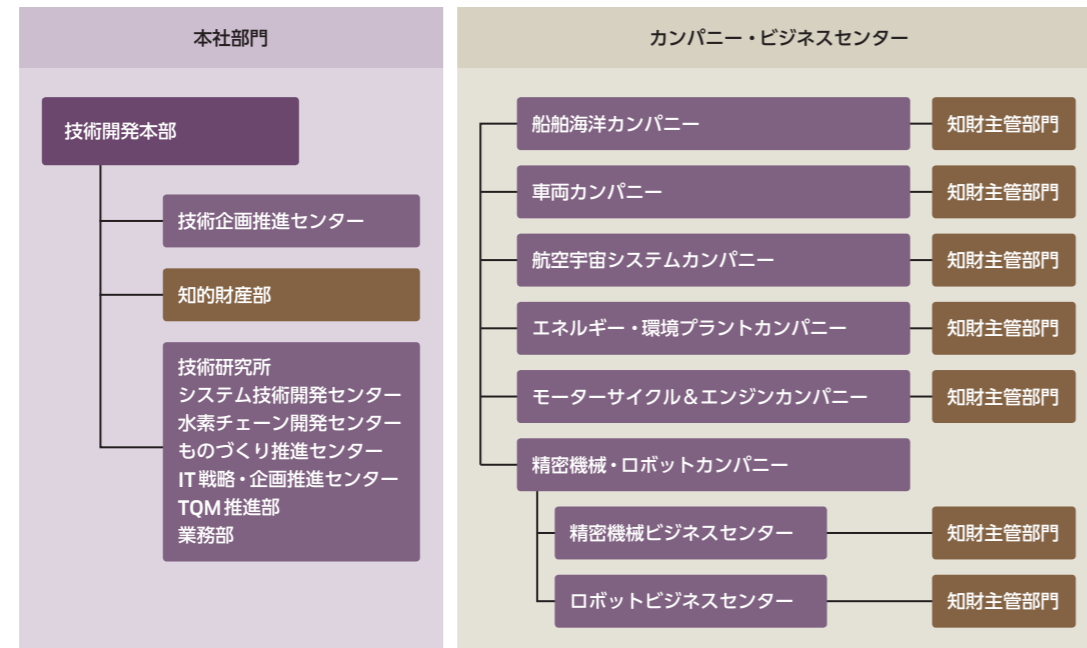 本社部門
技術開発本部
技術企画推進センター
知的財産部
技術研究所
システム技術開発センター
水素チェーン開発センター
ものづくり推進センター
IT戦略・企画推進センター
TQM推進部
業務部
カンパニー・ビジネスセンター
船舶海洋カンパニー
知財主管部門
車両カンパニー
知財主管部門
航空宇宙システムカンパニー
知財主管部門
エネルギー・環境プラントカンパニー
知財主管部門
モーターサイクル＆エンジンカンパニー
知財主管部門
精密機械・ロボットカンパニー
精密機械ビジネスセンター
知財主管部門
ロボットビジネスセンター
知財主管部門